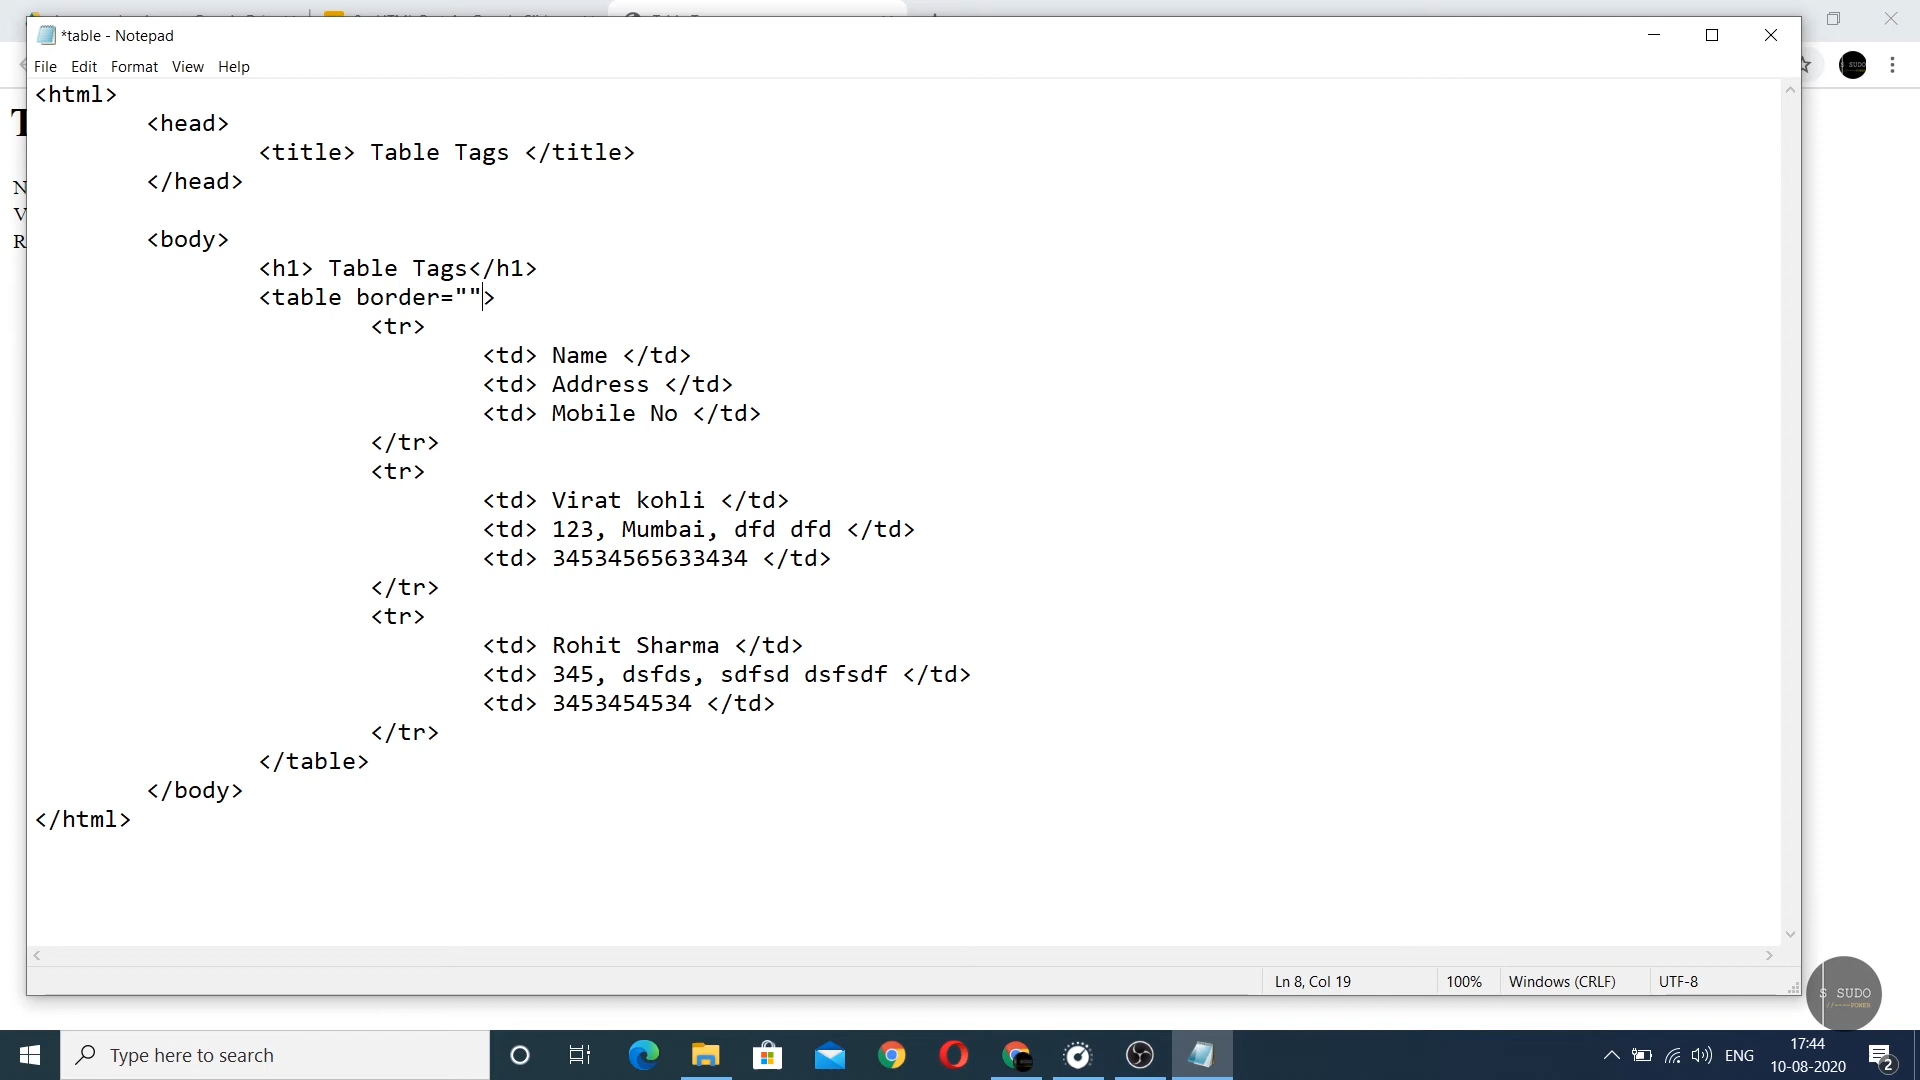 *table - Notepad
File Edit Format View Help
<html>
<head>
<title> Table Tags </title>
</head>
<body>
<h1> Table Tags</h1>
<table border="">
<tr>
<td> Name </td>
<td> Address </td>
<td> Mobile No </td>
</tr>
<tr>
<td> Virat kohli </td>
<td> 123, Mumbai, dfd dfd </td>
<td> 34534565633434 </td>
</tr>
<tr>
<td> Rohit Sharma </td>
<td> 345, dsfds, sdfsd dsfsdf </td>
<td> 3453454534 </td>
</tr>
</table>
</body>
</html>
Ln 8, Col 19 100% Windows (CRLF) UTF-8
$ SUDO
//----POWER
Type here to search
ENG
17:44
10-08-2020
2